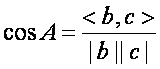 cos A = < b, c > / | b || c |